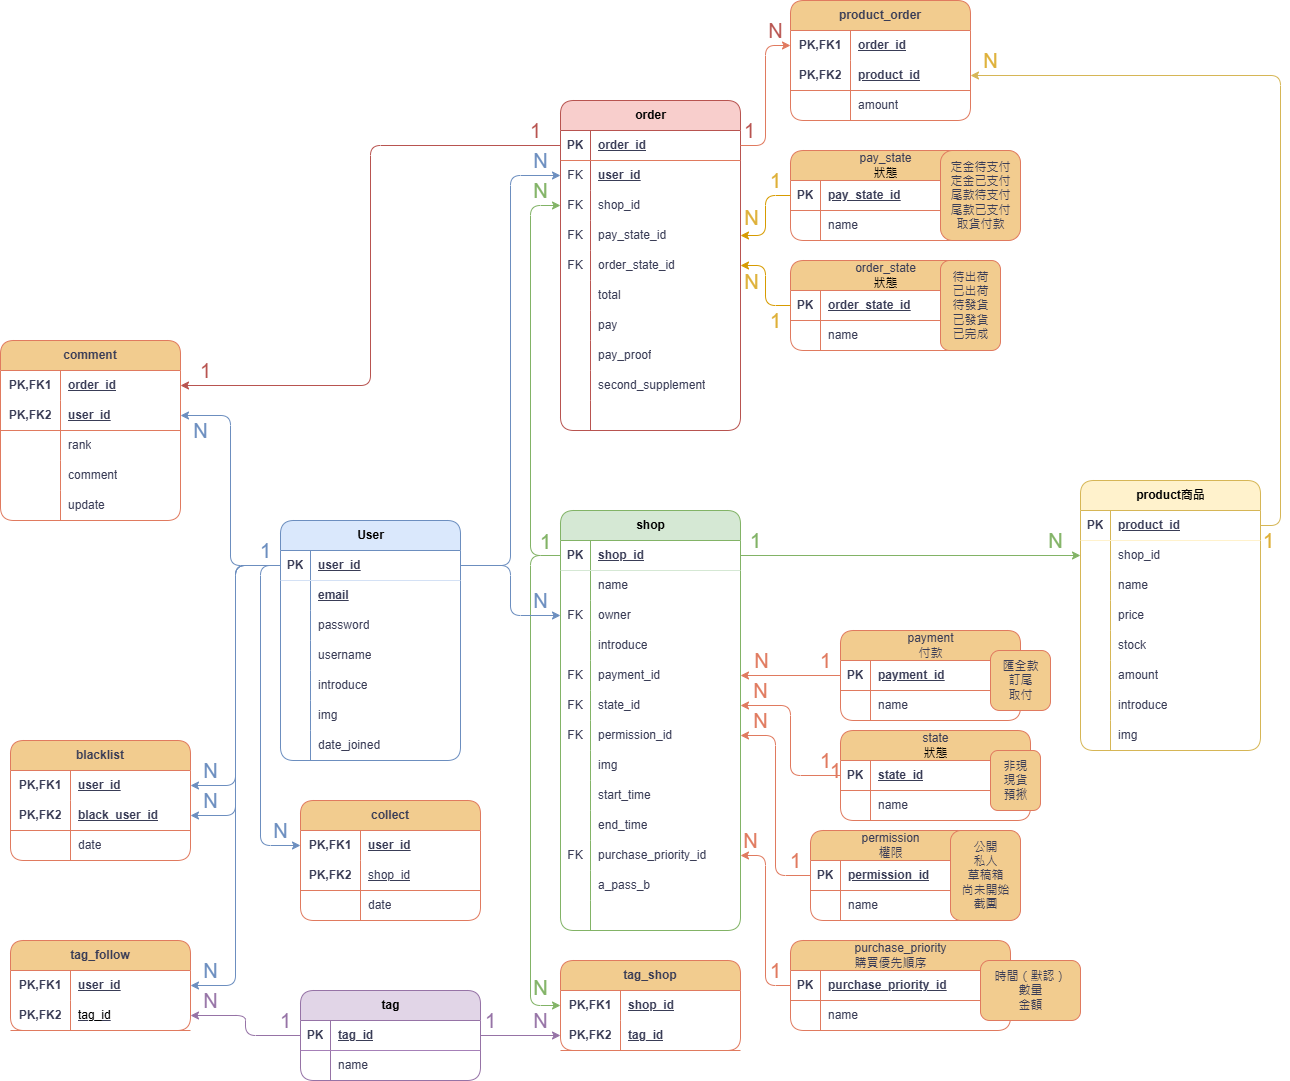 product_order
PK,FK1 order_id
PK,FK2 product_id
amount
N
N
order
PK order_id
FK user_id
FK shop_id
FK pay_state_id
FK order_state_id
total
pay
pay_proof
second_supplement
1
1
N
N
N
N
pay_state
狀態
PK pay_state_id
name
1
定金待支付
定金已支付
尾款待支付
尾款已支付
取貨付款
order_state
狀態
PK order_state_id
name
1
待出荷
已出荷
待發貨
已發貨
已完成
comment
PK,FK1 order_id
PK,FK2 user_id
rank
comment
update
1
N
User
PK user_id
email
password
username
introduce
img
date_joined
1
shop
PK shop_id
name
FK owner
introduce
FK payment_id
FK state_id
FK permission_id
img
start_time
end_time
FK purchase_priority_id
a_pass_b
1
N
1
N
N
N
N
N
product商品
PK product_id
shop_id
name
price
stock
amount
introduce
img
1
payment
付款
PK payment_id
name
1
匯全款
訂尾
取付
state
狀態
PK state_id
name
1
1
非現
現貨
預揪
permission
權限
PK permission_id
name
1
公開
私人
草稿箱
尚未開始
截團
purchase_priority
購買優先順序
PK purchase_priority_id
name
1
時間（默認）
數量
金額
blacklist
PK,FK1 user_id
PK,FK2 black_user_id
date
N
N
collect
PK,FK1 user_id
PK,FK2 shop_id
date
N
tag_follow
PK,FK1 user_id
PK,FK2 tag_id
N
N
tag
PK tag_id
name
1
1
tag_shop
PK,FK1 shop_id
PK,FK2 tag_id
N
N